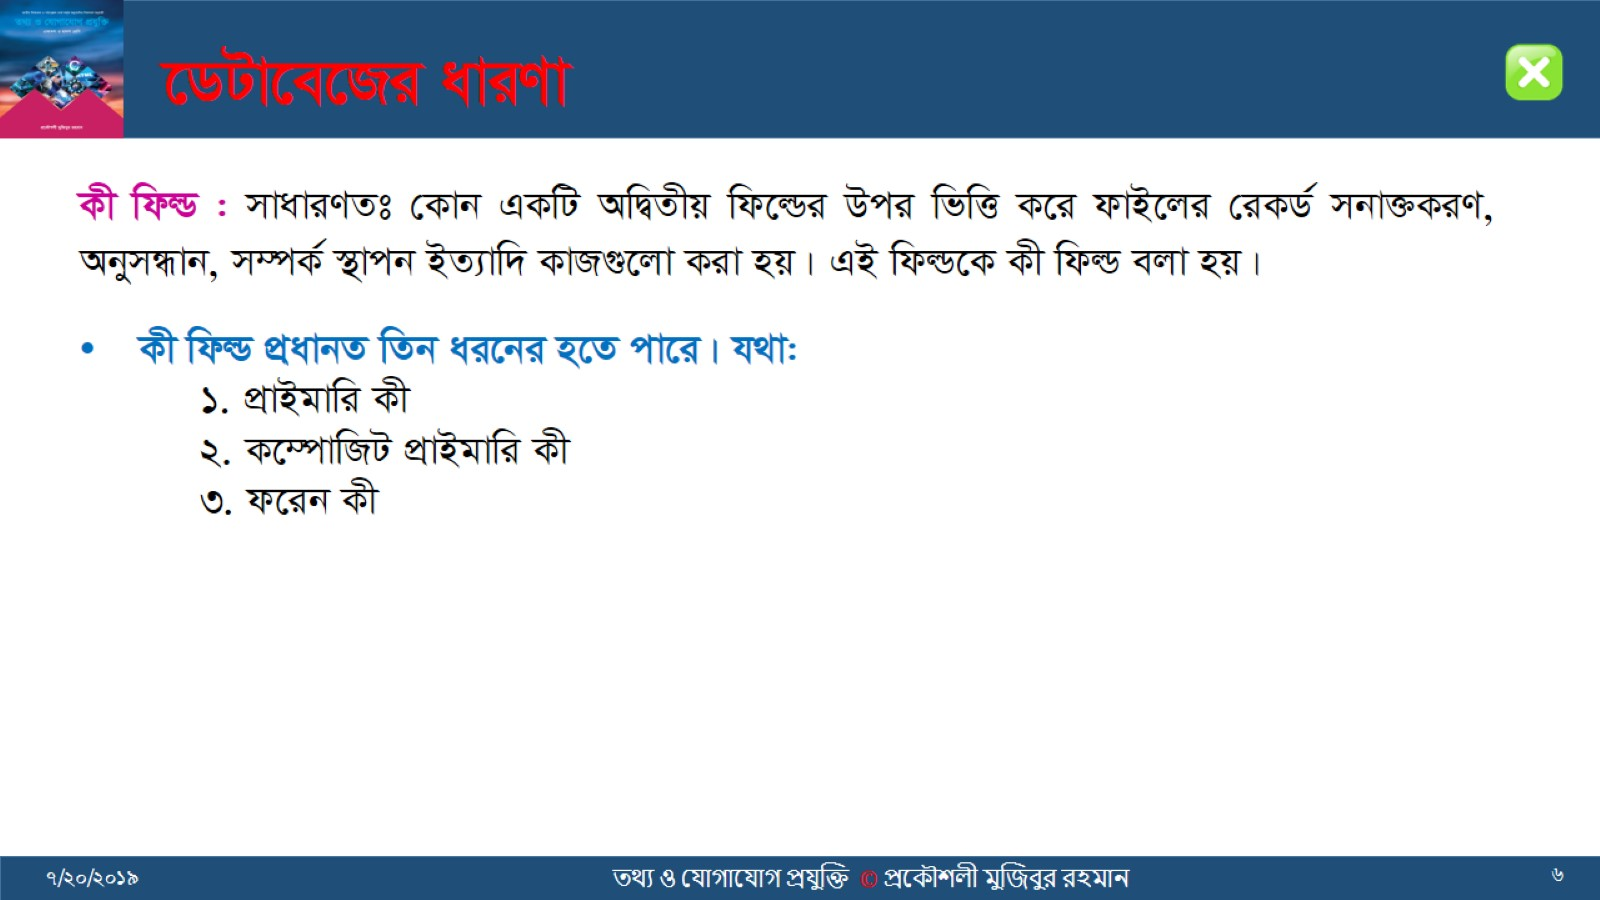 তথ্য ও যোগাযোগ প্রযুক্তি
ডেটাবেজের ধারণা
কী ফিল্ড : সাধারণতঃ কোন একটি অদ্বিতীয় ফিল্ডের উপর ভিত্তি করে ফাইলের রেকর্ড সনাক্তকরণ,
অনুসন্ধান, সম্পর্ক স্থাপন ইত্যাদি কাজগুলো করা হয়। এই ফিল্ডকে কী ফিল্ড বলা হয়।
• কী ফিল্ড প্রধানত তিন ধরনের হতে পারে। যথা:
১. প্রাইমারি কী
২. কম্পোজিট প্রাইমারি কী
৩. ফরেন কী
৭/২০/২০১৯
তথ্য ও যোগাযোগ প্রযুক্তি © প্রকৌশলী মুজিবুর রহমান
৬